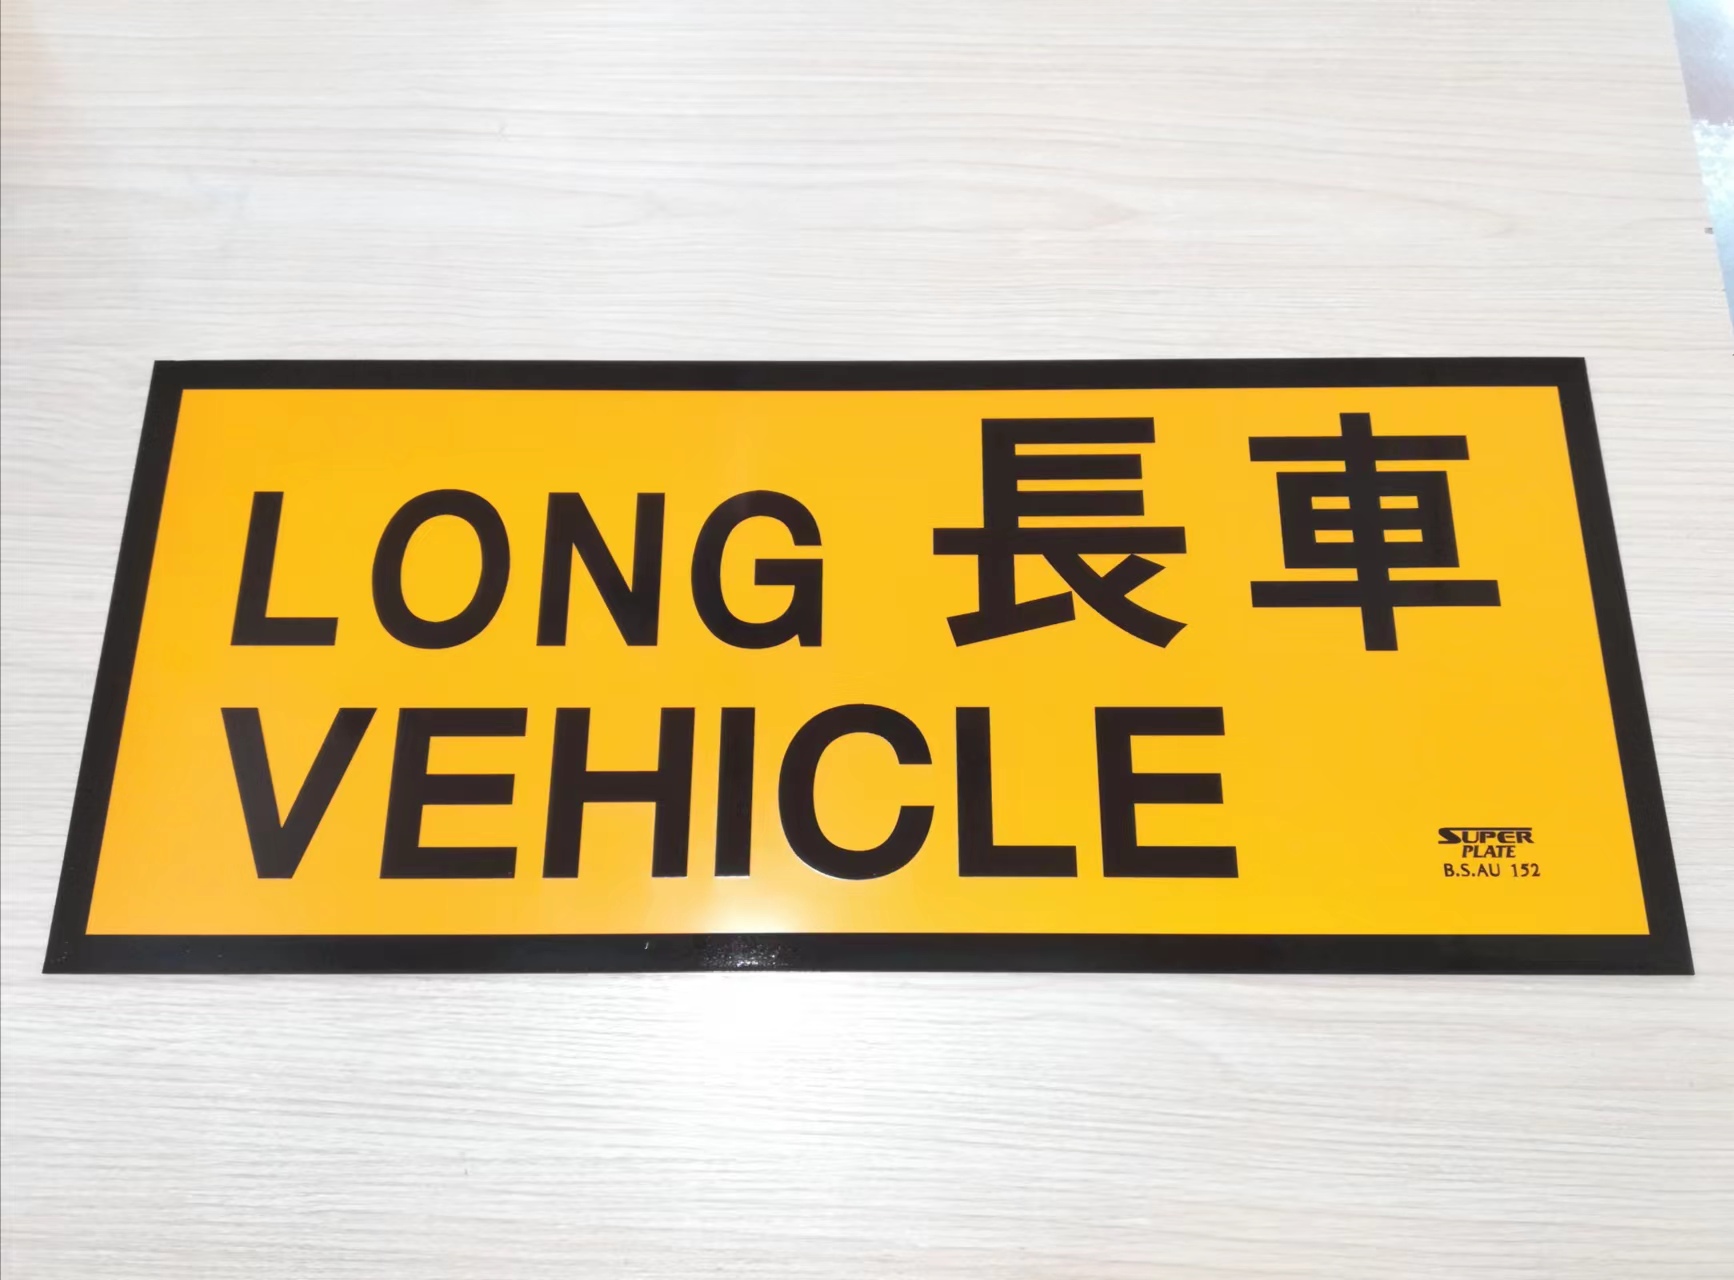 LONG 長車
VEHICLE
SUPER
PLATE
B.S.AU 152